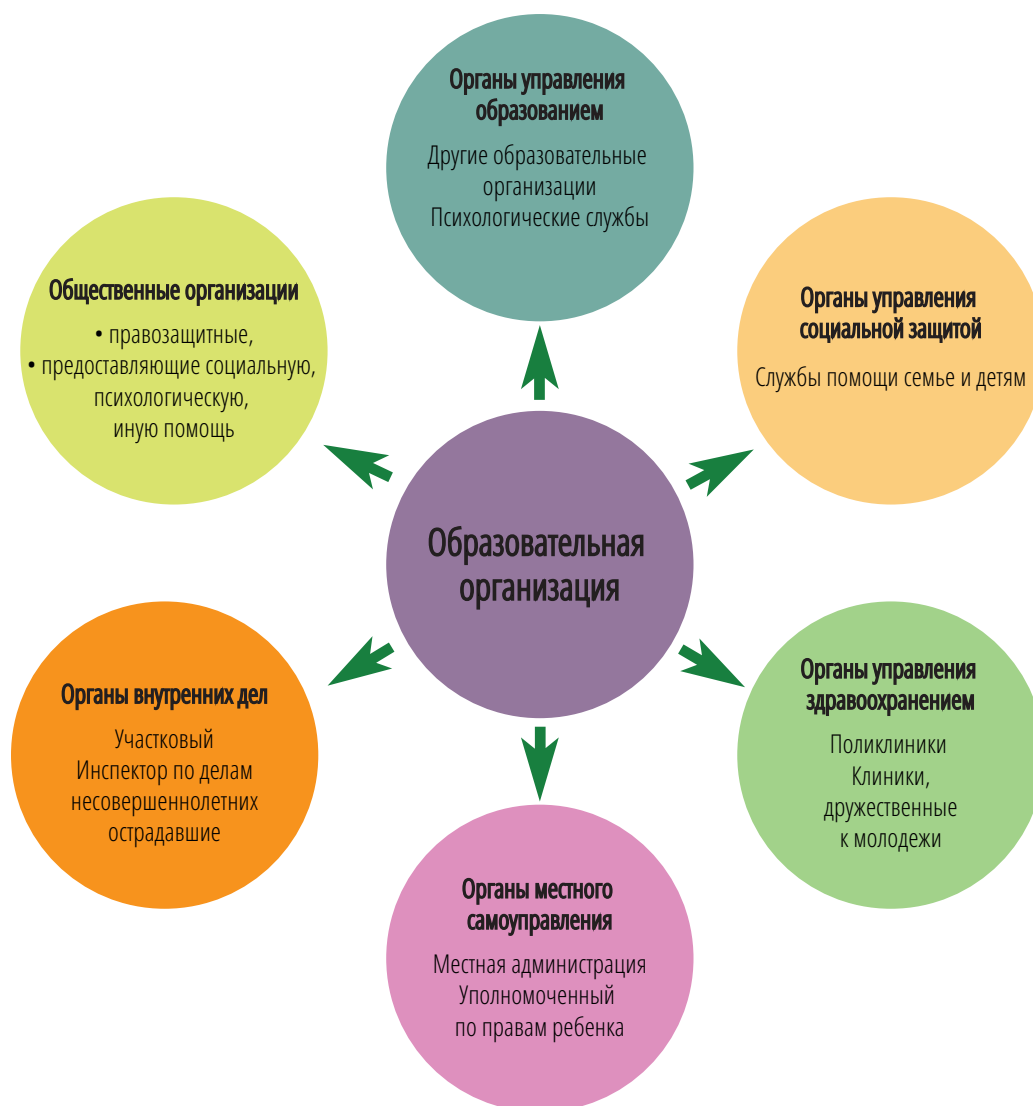 Органы управления
образованием
Другие образовательные
организации
Психологические службы
Общественные организации
• правозащитные,
• предоставляющие социальную,
психологическую,
иную помощь
Органы управления
социальной защитой
Службы помощи семье и детям
Образовательная
организация
Органы внутренних дел
Участковый
Инспектор по делам
несовершеннолетних
острадавшие
Органы управления
здравоохранением
Поликлиники
Клиники,
дружественные
к молодежи
Органы местного
самоуправления
Местная администрация
Уполномоченный
по правам ребенка